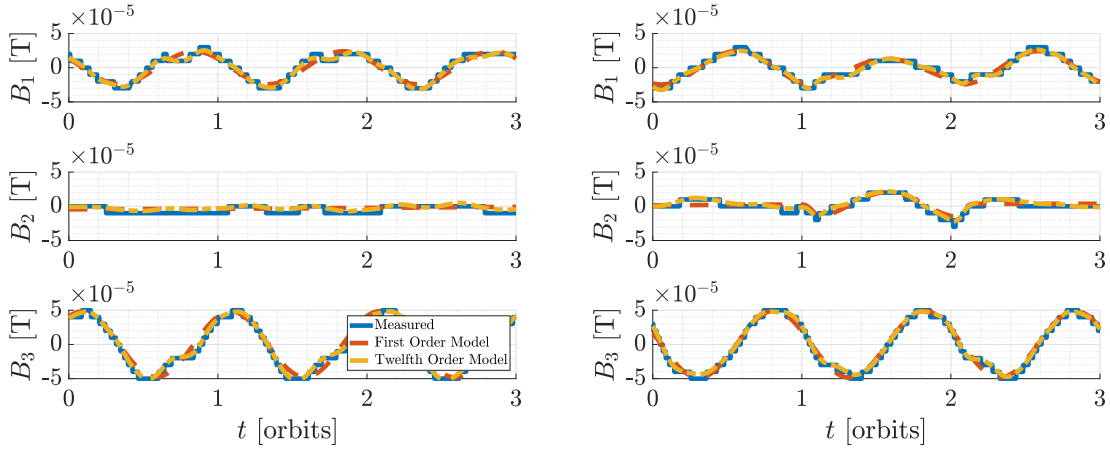 ×10⁻⁵
5
0
-5
B₁ [T]
0 1 2 3
×10⁻⁵
5
0
-5
B₂ [T]
0 1 2 3
×10⁻⁵
5
0
-5
B₃ [T]
Measured
First Order Model
Twelfth Order Model
0 1 2 3
t [orbits]
×10⁻⁵
5
0
-5
B₁ [T]
0 1 2 3
×10⁻⁵
5
0
-5
B₂ [T]
0 1 2 3
×10⁻⁵
5
0
-5
B₃ [T]
0 1 2 3
t [orbits]